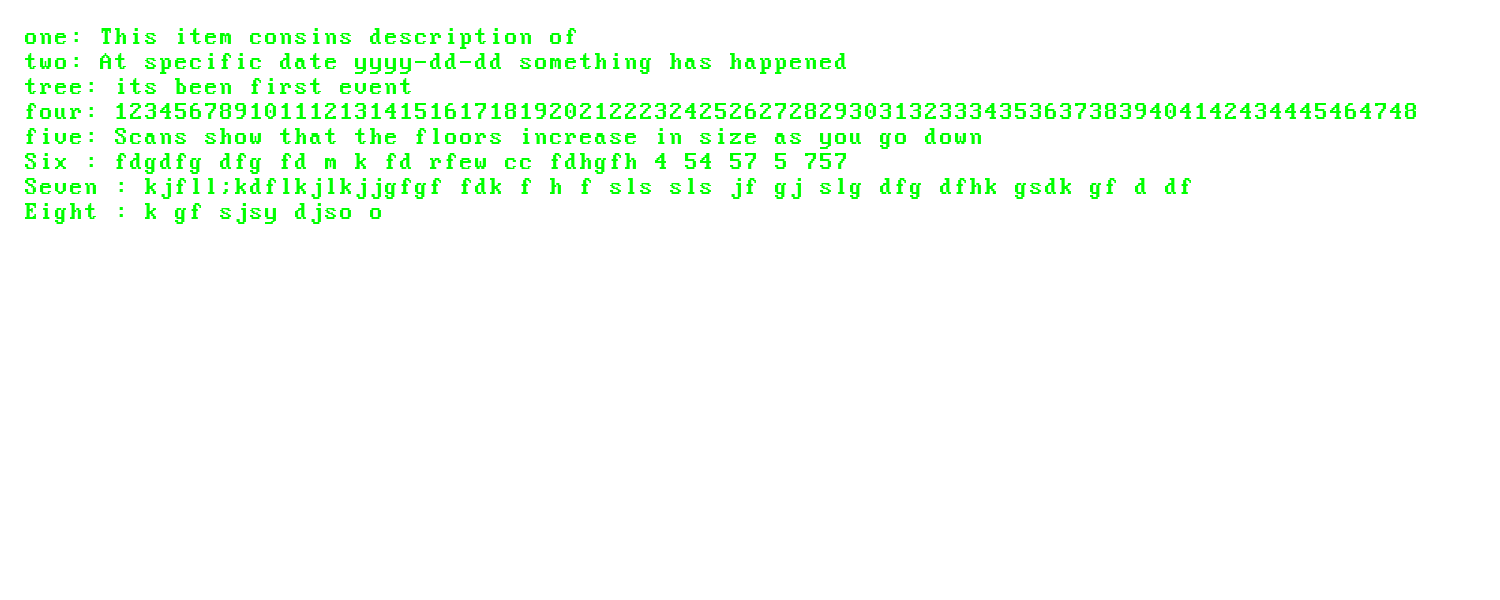 one: This item consins description of
two: At specific date yyyy-dd-dd something has happened
tree: its been first event
four: 123456789101112131415161718192021222324252627282930313233343536373839404142434445464748
five: Scans show that the floors increase in size as you go down
Six : fdgdfg dfg fd m k fd rfew cc fdhgfh 4 54 57 5 757
Seven : kjfll;kdflkjlkjjgfgf fdk f h f sls sls jf gj slg dfg dfhk gsdk gf d df
Eight : k gf sjsy djso o